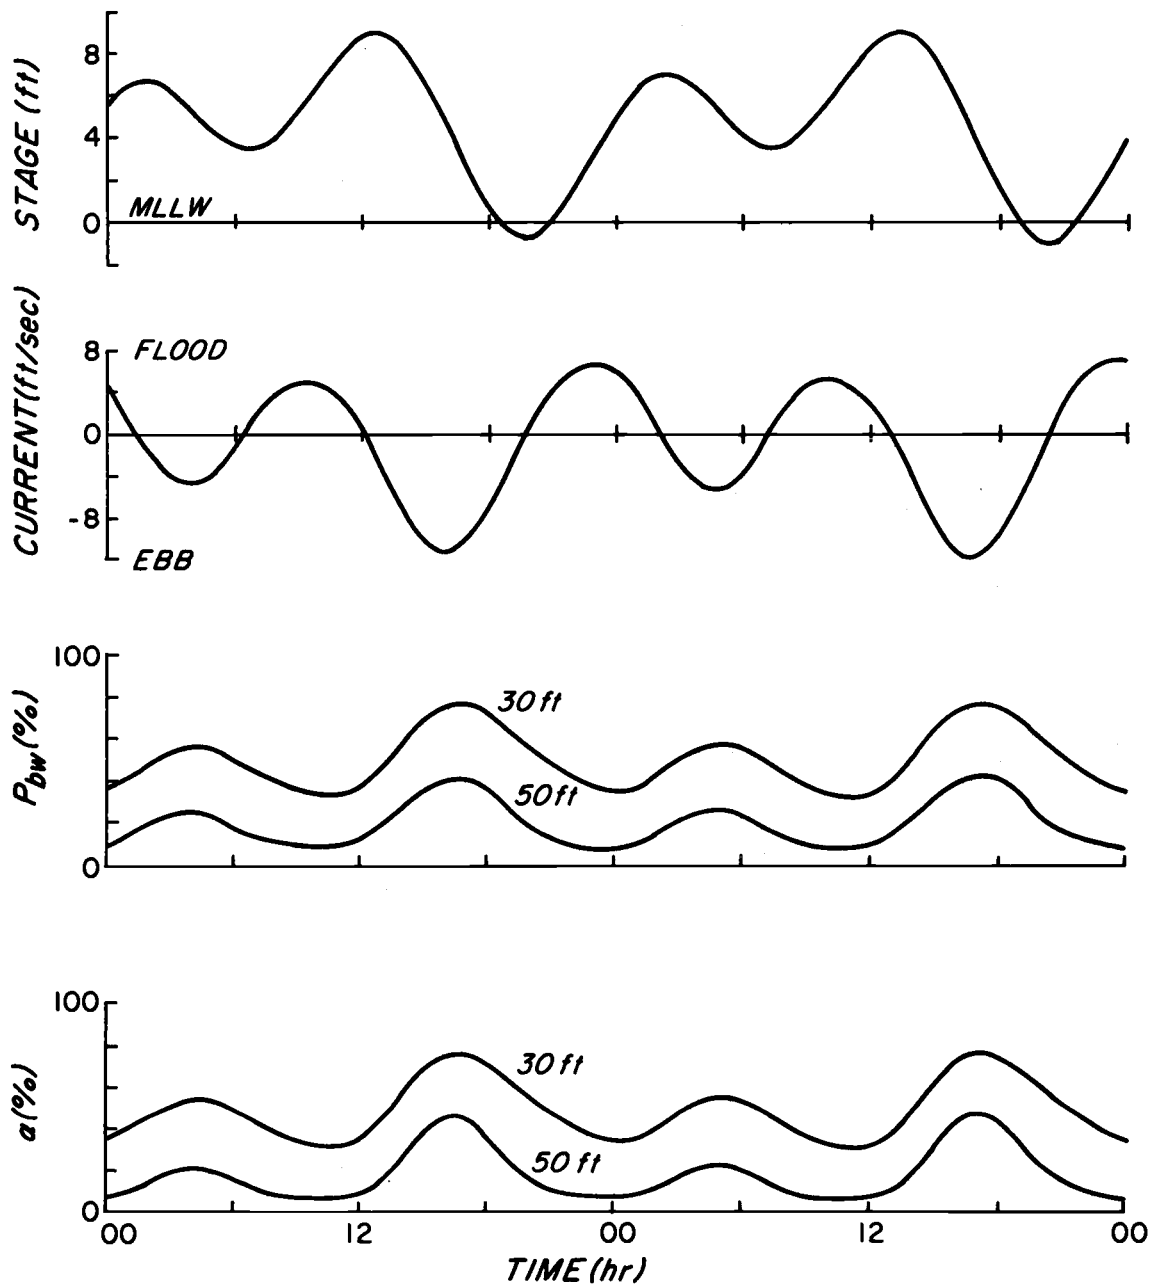 STAGE (ft)
8
4
0
MLLW
CURRENT (ft/sec)
8
FLOOD
0
-8
EBB
Pbw (%)
100
0
30 ft
50 ft
a (%)
100
0
30 ft
50 ft
00
12
00
12
00
TIME (hr)